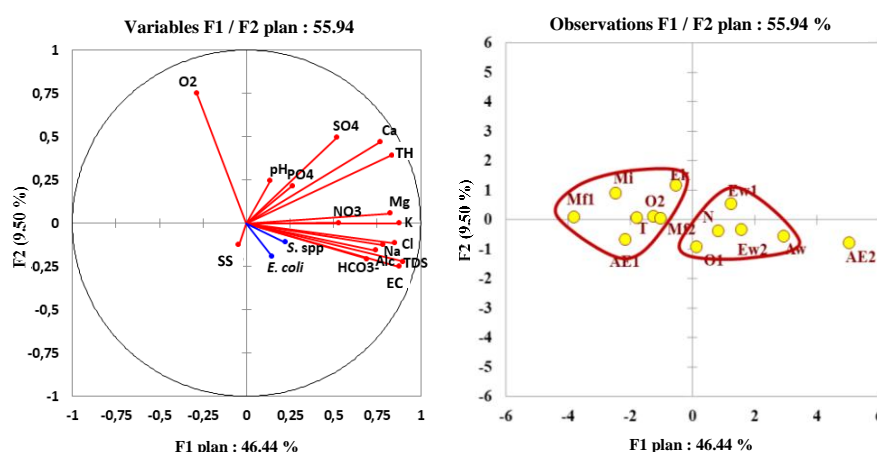 Variables F1 / F2 plan : 55.94
1
0,75
0,5
0,25
0
-0,25
-0,5
-0,75
-1
F2 (9.50 %)
O2
SO4
Ca
TH
pH
PO4
Mg
NO3
K
Cl
S. spp
Na
SS
E. coli
HCO3-
Alc
TDS
EC
-1
-0,75
-0,5
-0,25
0
0,25
0,5
0,75
1
F1 plan : 46.44 %
Observations F1 / F2 plan : 55.94 %
6
5
4
3
2
1
0
-1
-2
-3
-4
-5
-6
F2 (9.50 %)
Mi
Ek
Mf1
O2
Ew1
N
T
Mf2
AE1
O1
Ew2
Aw
AE2
-6
-4
-2
0
2
4
6
F1 plan : 46.44 %